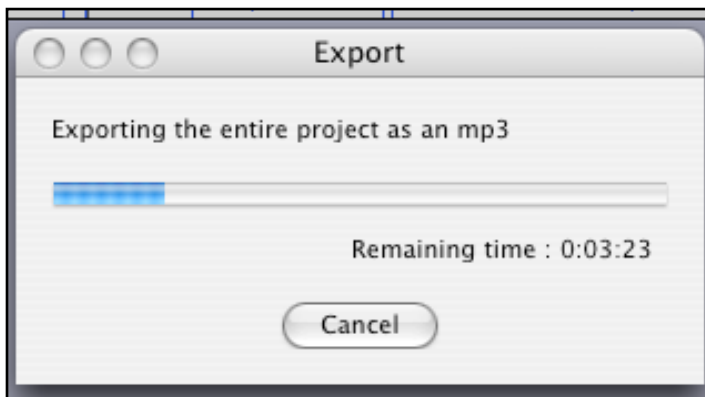 Export
Exporting the entire project as an mp3
Remaining time : 0:03:23
Cancel